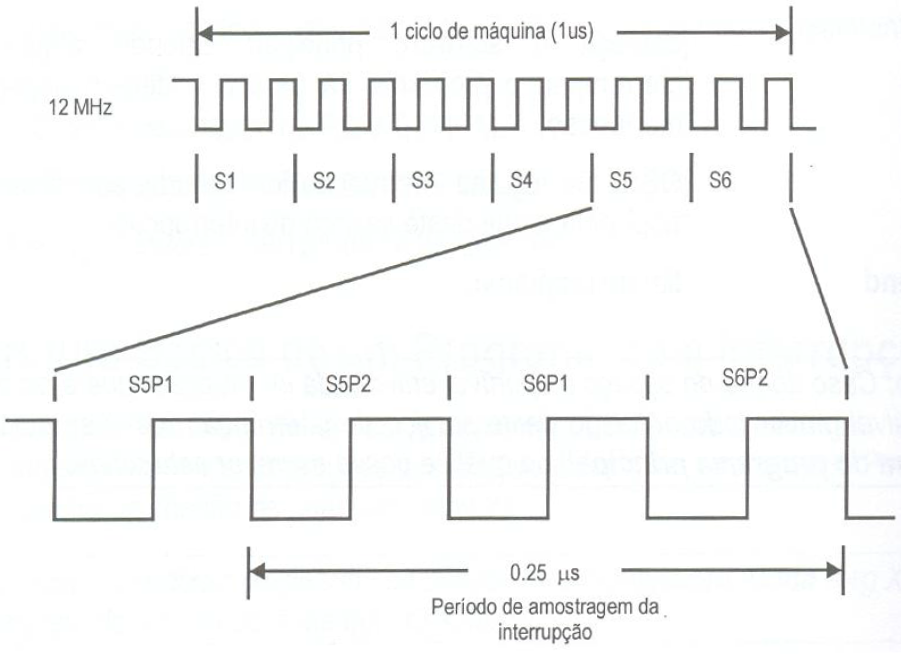 1 ciclo de máquina (1us)
12 MHz
S1 S2 S3 S4 S5 S6
S5P1 S5P2 S6P1 S6P2
0.25 μs
Período de amostragem da
interrupção